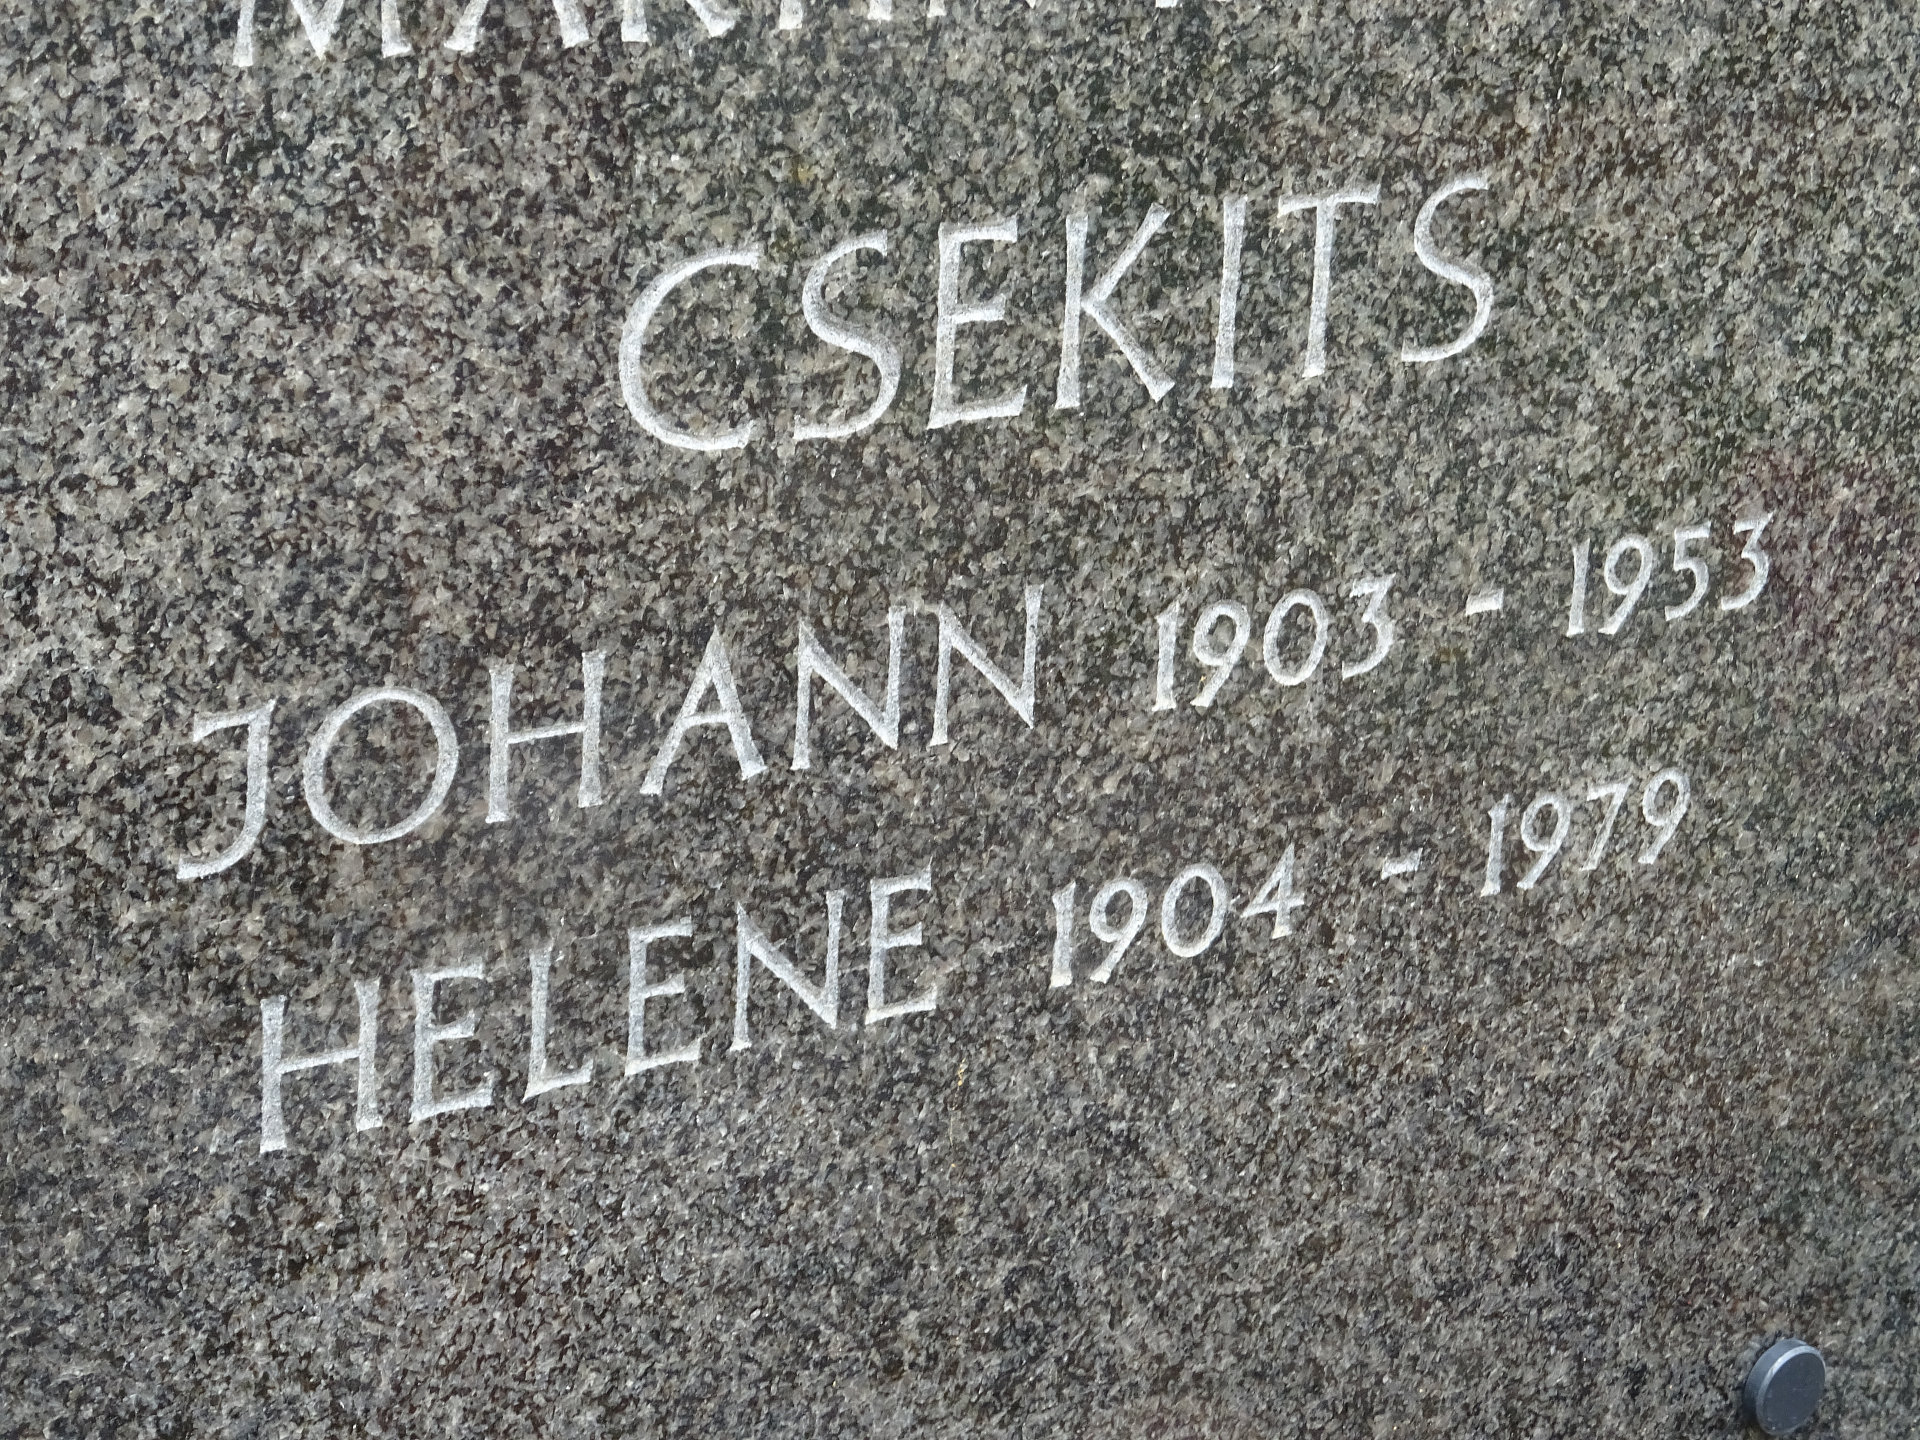 CSEKITS
JOHANN 1903 - 1953
HELENE 1904 - 1979